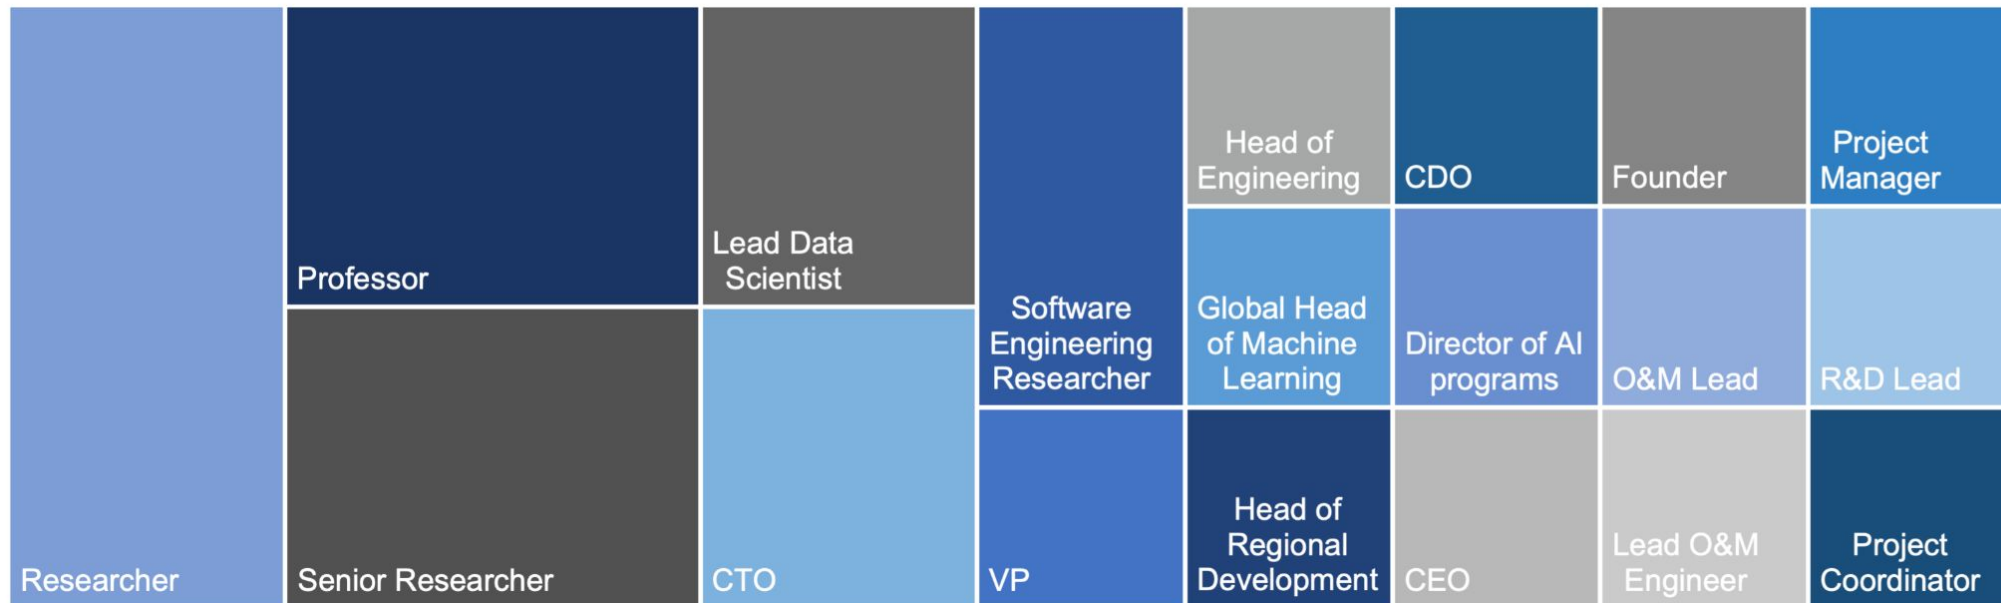 Researcher
Professor
Senior Researcher
Lead Data
Scientist
CTO
Software
Engineering
Researcher
VP
Head of
Engineering
Global Head
of Machine
Learning
Head of
Regional
Development
CDO
Director of AI
programs
CEO
Founder
O&M Lead
Lead O&M
Engineer
Project
Manager
R&D Lead
Project
Coordinator